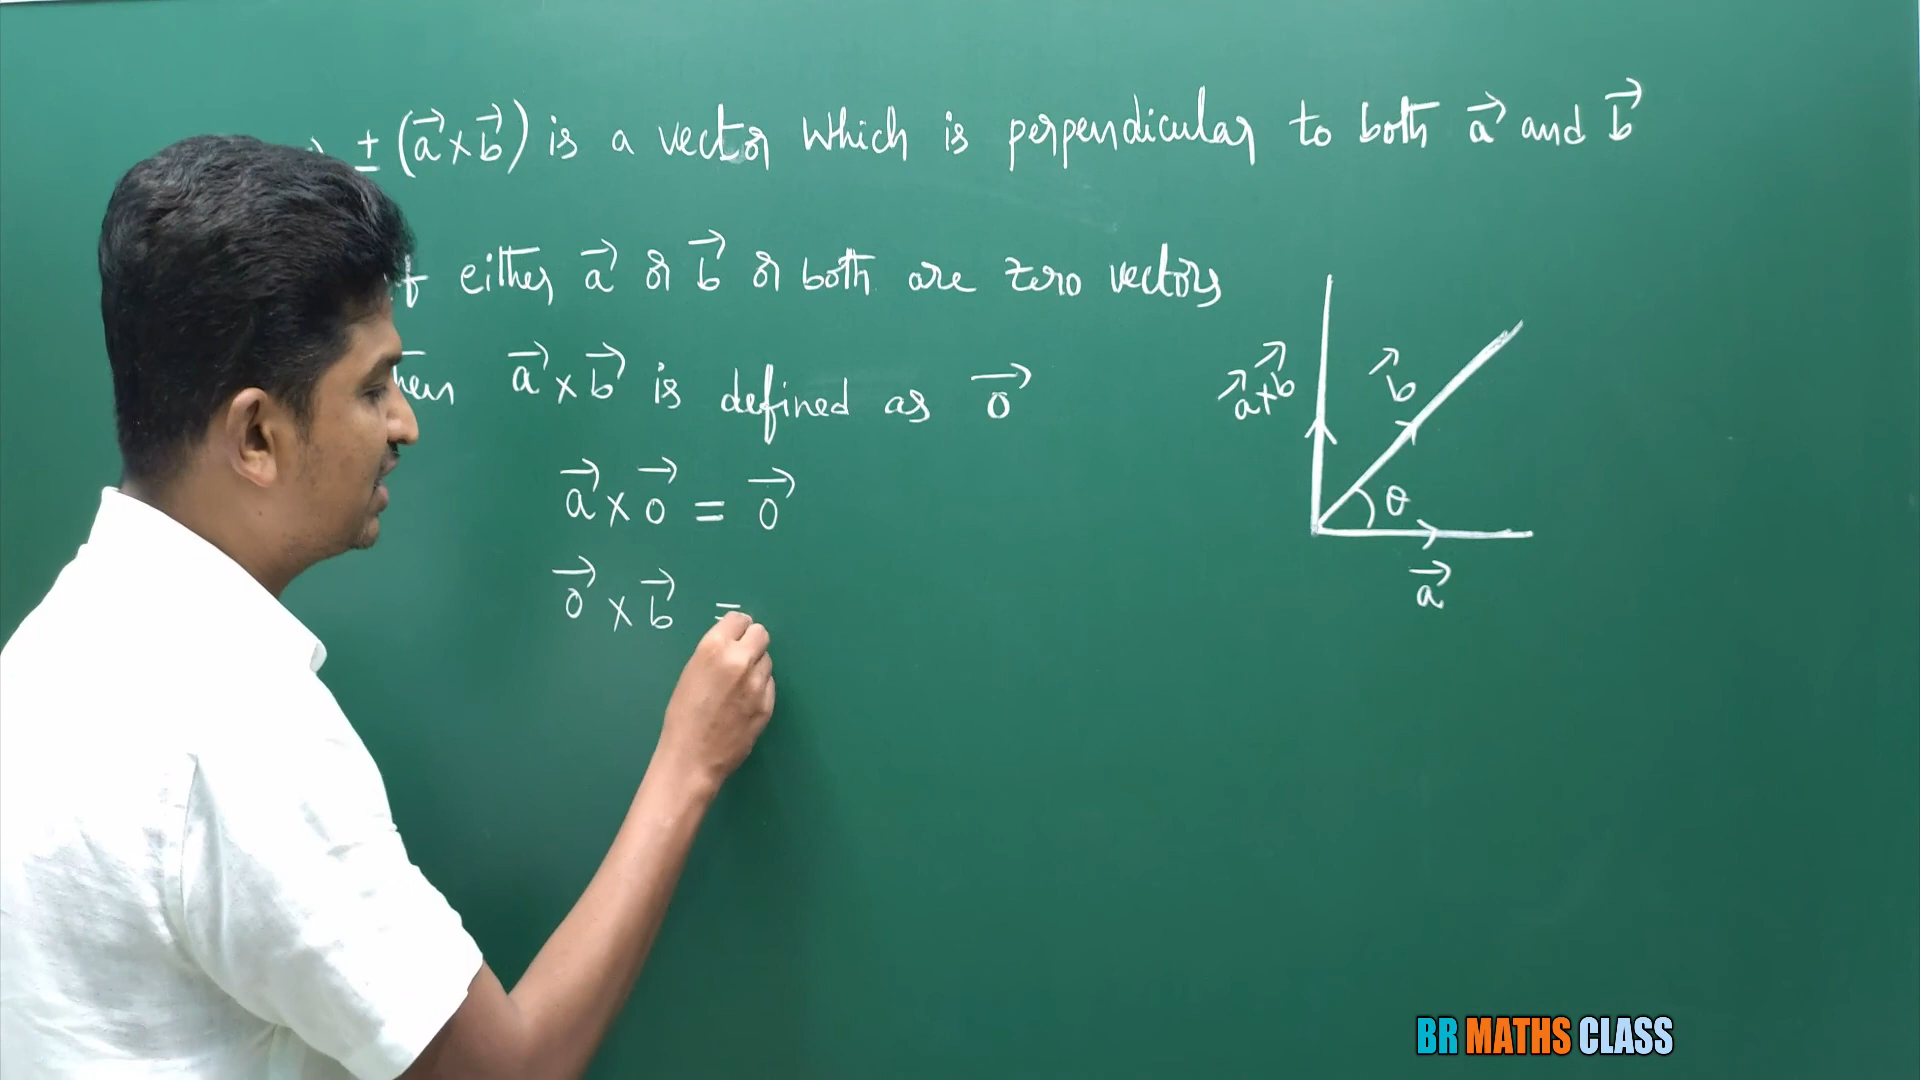 ± (a⃗ × b⃗) is a vector which is perpendicular to both a⃗ and b⃗
either a⃗ or b⃗ or both are zero vectors
a⃗ × b⃗ is defined as 0⃗
a⃗ × 0⃗ = 0⃗
0⃗ × b⃗ =
a⃗×b⃗
b⃗
θ
a⃗
BR MATHS CLASS